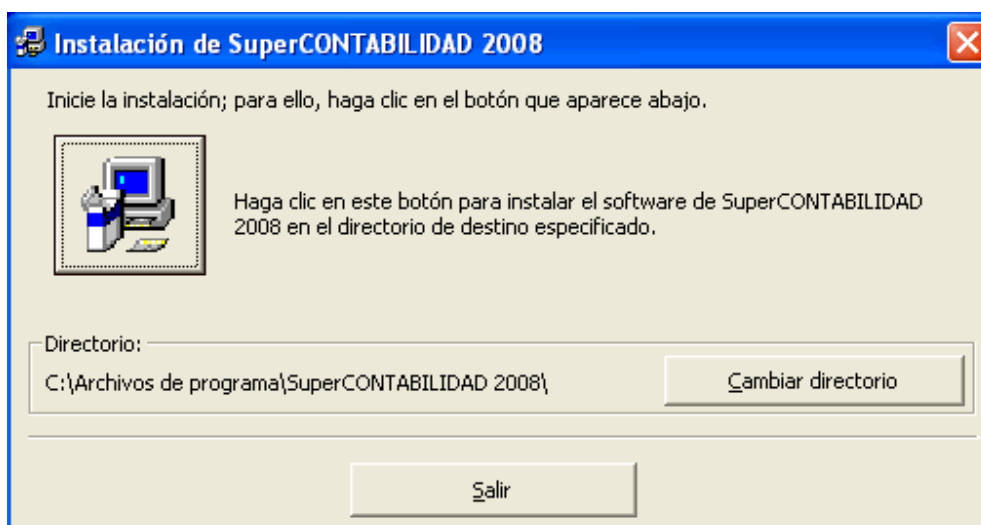 Instalación de SuperCONTABILIDAD 2008
Inicie la instalación; para ello, haga clic en el botón que aparece abajo.
Haga clic en este botón para instalar el software de SuperCONTABILIDAD
2008 en el directorio de destino especificado.
Directorio:
C:\Archivos de programa\SuperCONTABILIDAD 2008\
Cambiar directorio
Salir